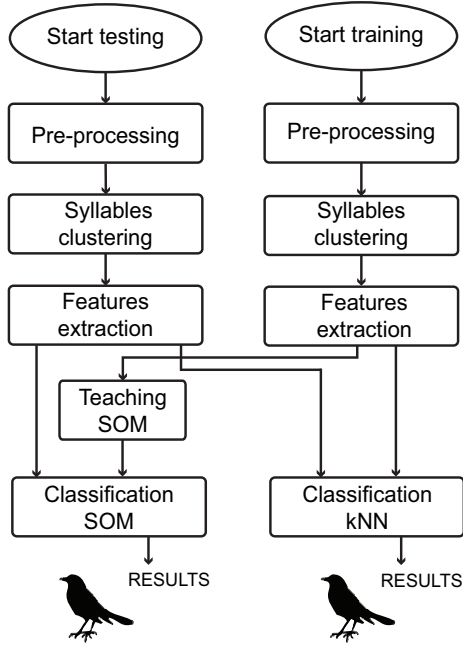 Start testing
Start training
Pre-processing
Pre-processing
Syllables
clustering
Syllables
clustering
Features
extraction
Features
extraction
Teaching
SOM
Classification
SOM
Classification
kNN
RESULTS
RESULTS